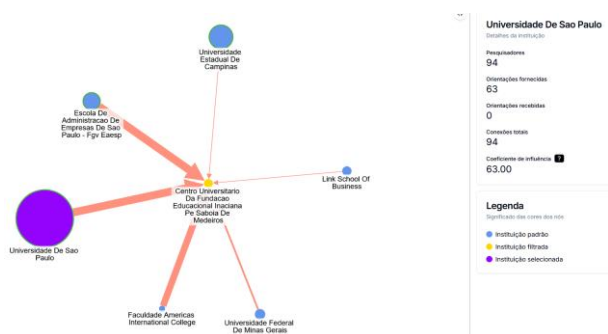 Universidade
Estadual De
Campinas
Escola De
Administracao De
Empresas De Sao
Paulo - Fgv Eaesp
Link School Of
Business
Centro Universitario
Da Fundacao
Educacional Inaciana
Pe Saboia De
Medeiros
Universidade De Sao
Paulo
Faculdade Americas
International College
Universidade Federal
De Minas Gerais
Universidade De Sao Paulo
Detalhes da instituição
Pesquisadores
94
Orientações fornecidas
63
Orientações recebidas
0
Conexões totais
94
Coeficiente de influência ?
63.00
Legenda
Significado das cores dos nós
Instituição padrão
Instituição filtrada
Instituição selecionada